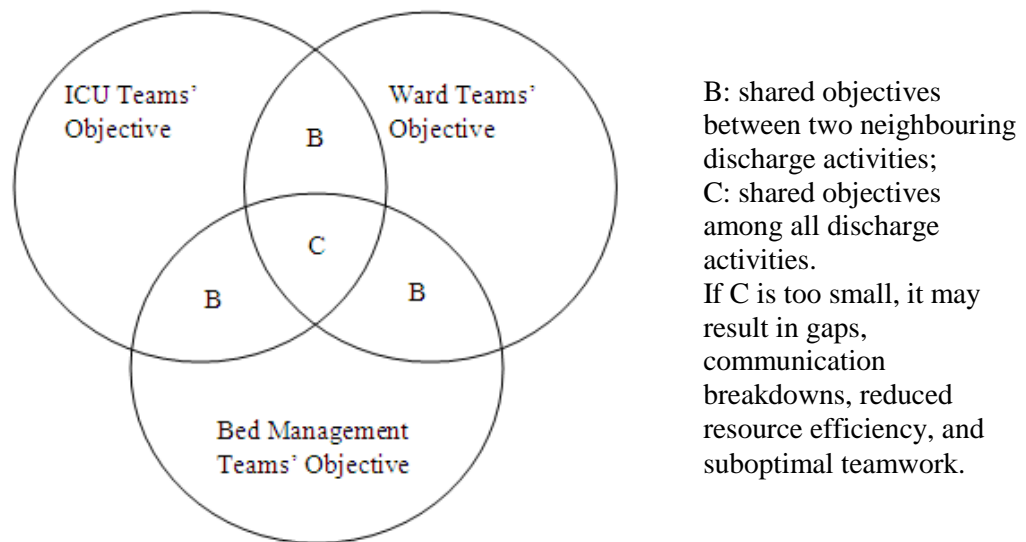 ICU Teams’
Objective
Ward Teams’
Objective
B
C
B
B
Bed Management
Teams’ Objective
B: shared objectives
between two neighbouring
discharge activities;
C: shared objectives
among all discharge
activities.
If C is too small, it may
result in gaps,
communication
breakdowns, reduced
resource efficiency, and
suboptimal teamwork.